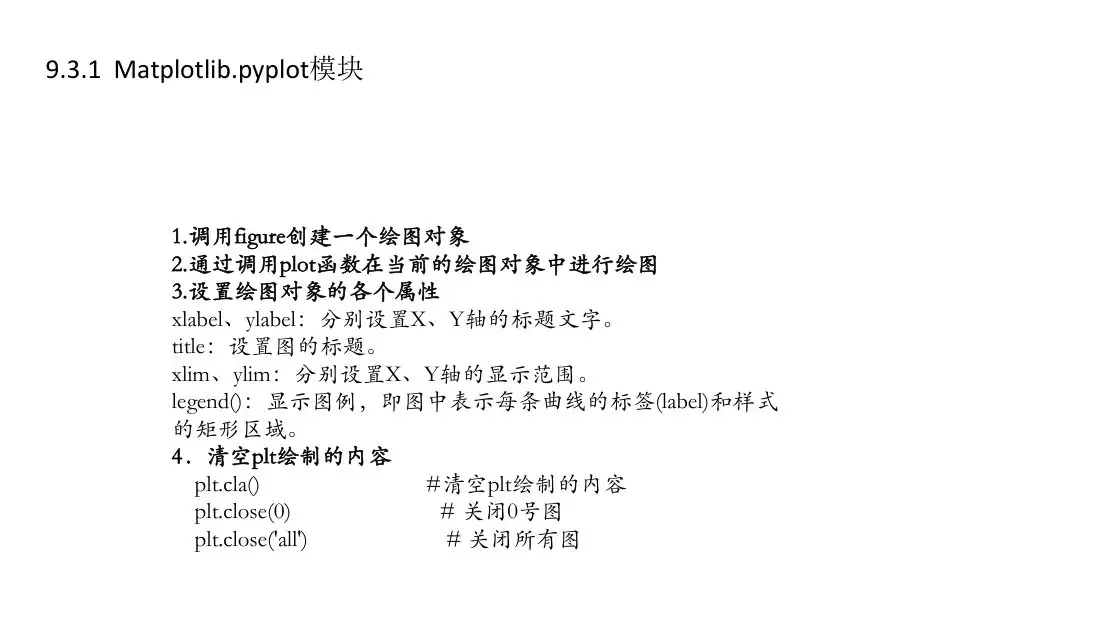 9.3.1 Matplotlib.pyplot模块
1.调用figure创建一个绘图对象
2.通过调用plot函数在当前的绘图对象中进行绘图
3.设置绘图对象的各个属性
xlabel、ylabel：分别设置X、Y轴的标题文字。
title：设置图的标题。
xlim、ylim：分别设置X、Y轴的显示范围。
legend()：显示图例，即图中表示每条曲线的标签(label)和样式
的矩形区域。
4．清空plt绘制的内容
plt.cla() #清空plt绘制的内容
plt.close(0) # 关闭0号图
plt.close('all') # 关闭所有图